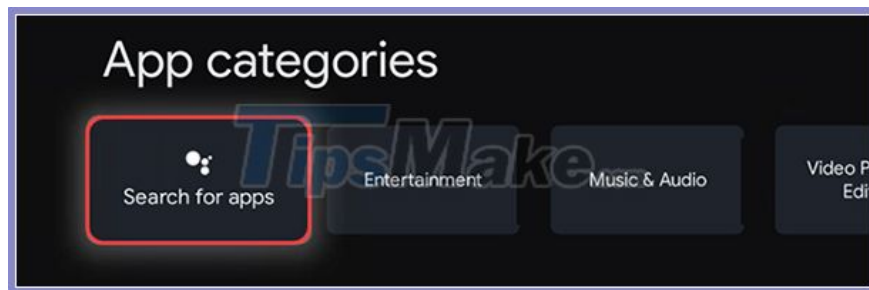 App categories
TipsMake
Search for apps
Entertainment
Music & Audio
Video P
Edi